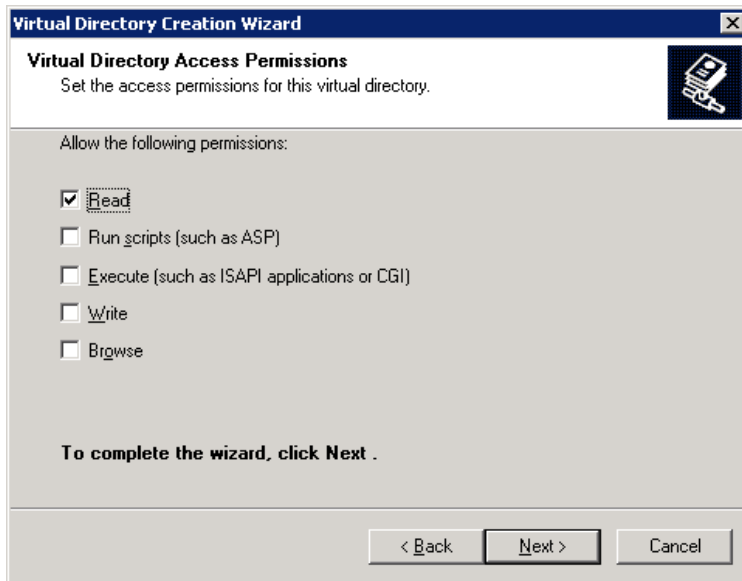 Virtual Directory Creation Wizard
Virtual Directory Access Permissions
Set the access permissions for this virtual directory.
Allow the following permissions:
Read
Run scripts (such as ASP)
Execute (such as ISAPI applications or CGI)
Write
Browse
To complete the wizard, click Next .
< Back Next > Cancel